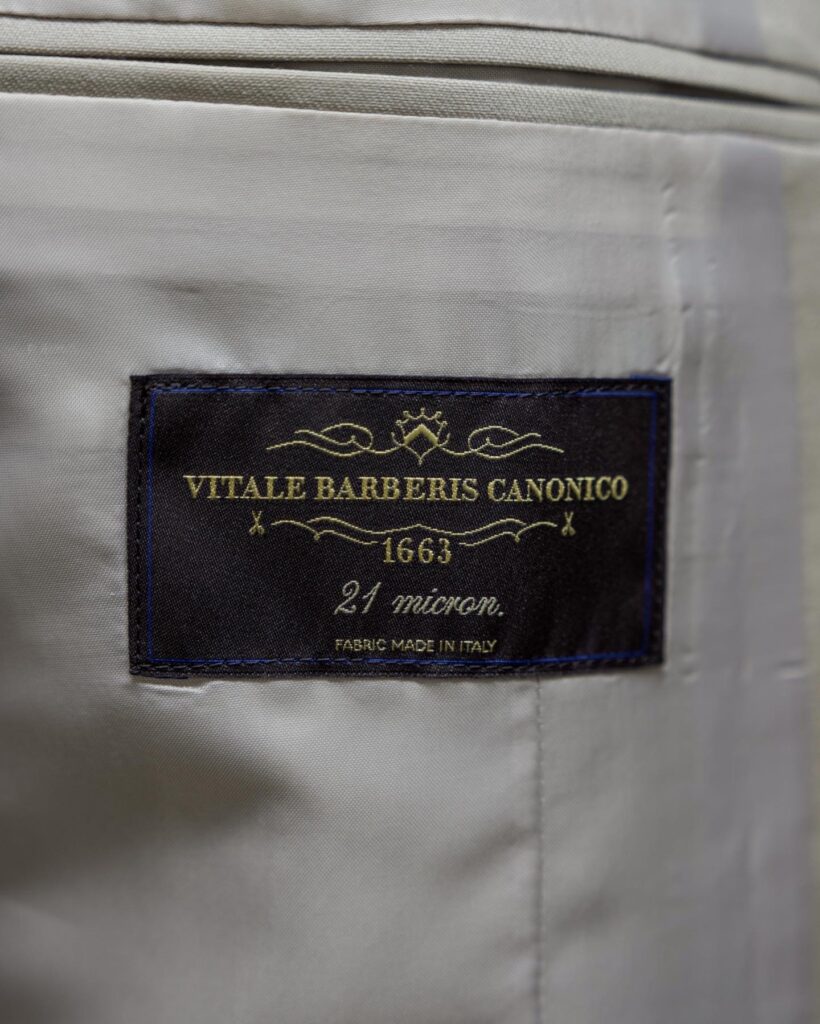 VITALE BARBERIS CANONICO
1663
21 micron.
FABRIC MADE IN ITALY